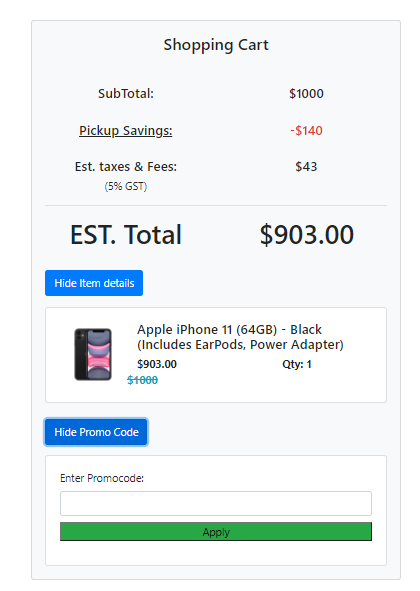 Shopping Cart
SubTotal: $1000
Pickup Savings: -$140
Est. taxes & Fees: $43
(5% GST)
EST. Total $903.00
Hide Item details
Apple iPhone 11 (64GB) - Black
(Includes EarPods, Power Adapter)
$903.00 Qty: 1
$1000
Hide Promo Code
Enter Promocode:
Apply